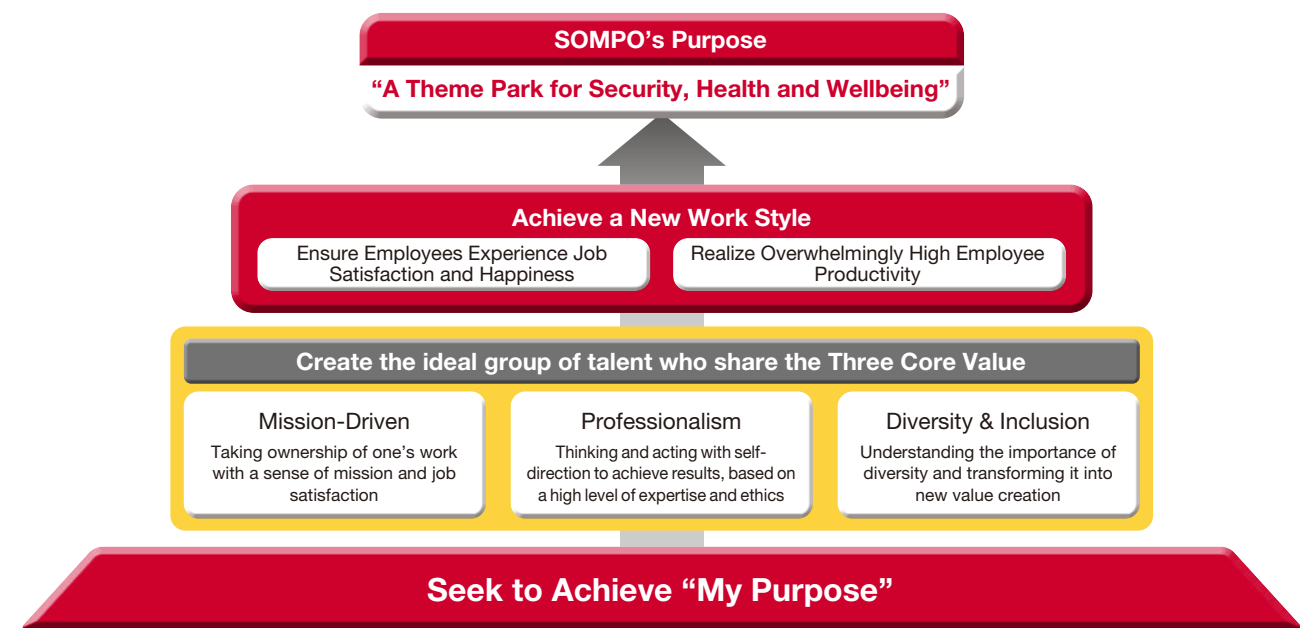 SOMPO’s Purpose
“A Theme Park for Security, Health and Wellbeing”
Achieve a New Work Style
Ensure Employees Experience Job
Satisfaction and Happiness
Realize Overwhelmingly High Employee
Productivity
Create the ideal group of talent who share the Three Core Value
Mission-Driven
Taking ownership of one’s work
with a sense of mission and job
satisfaction
Professionalism
Thinking and acting with self-
direction to achieve results, based on
a high level of expertise and ethics
Diversity & Inclusion
Understanding the importance of
diversity and transforming it into
new value creation
Seek to Achieve “My Purpose”